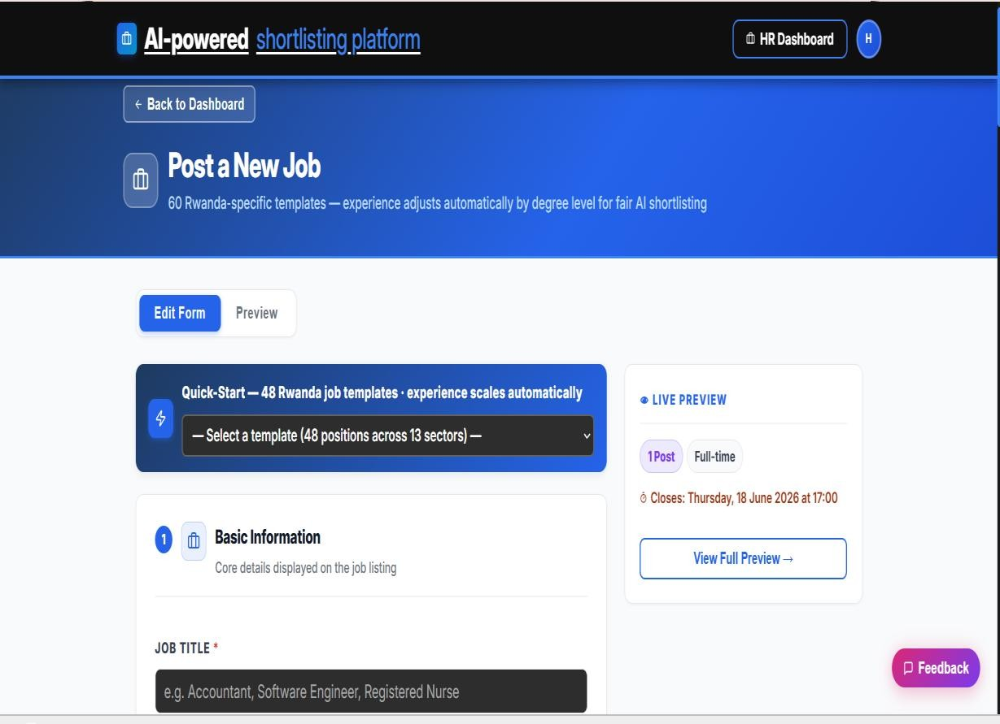 AI-powered shortlisting platform
HR Dashboard
H
← Back to Dashboard
Post a New Job
60 Rwanda-specific templates — experience adjusts automatically by degree level for fair AI shortlisting
Edit Form
Preview
Quick-Start — 48 Rwanda job templates · experience scales automatically
— Select a template (48 positions across 13 sectors) —
LIVE PREVIEW
1 Post
Full-time
Closes: Thursday, 18 June 2026 at 17:00
View Full Preview →
1
Basic Information
Core details displayed on the job listing
JOB TITLE *
e.g. Accountant, Software Engineer, Registered Nurse
Feedback